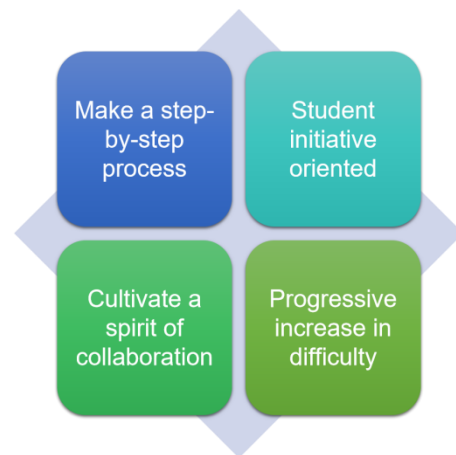 Make a step-
by-step
process
Student
initiative
oriented
Cultivate a
spirit of
collaboration
Progressive
increase in
difficulty